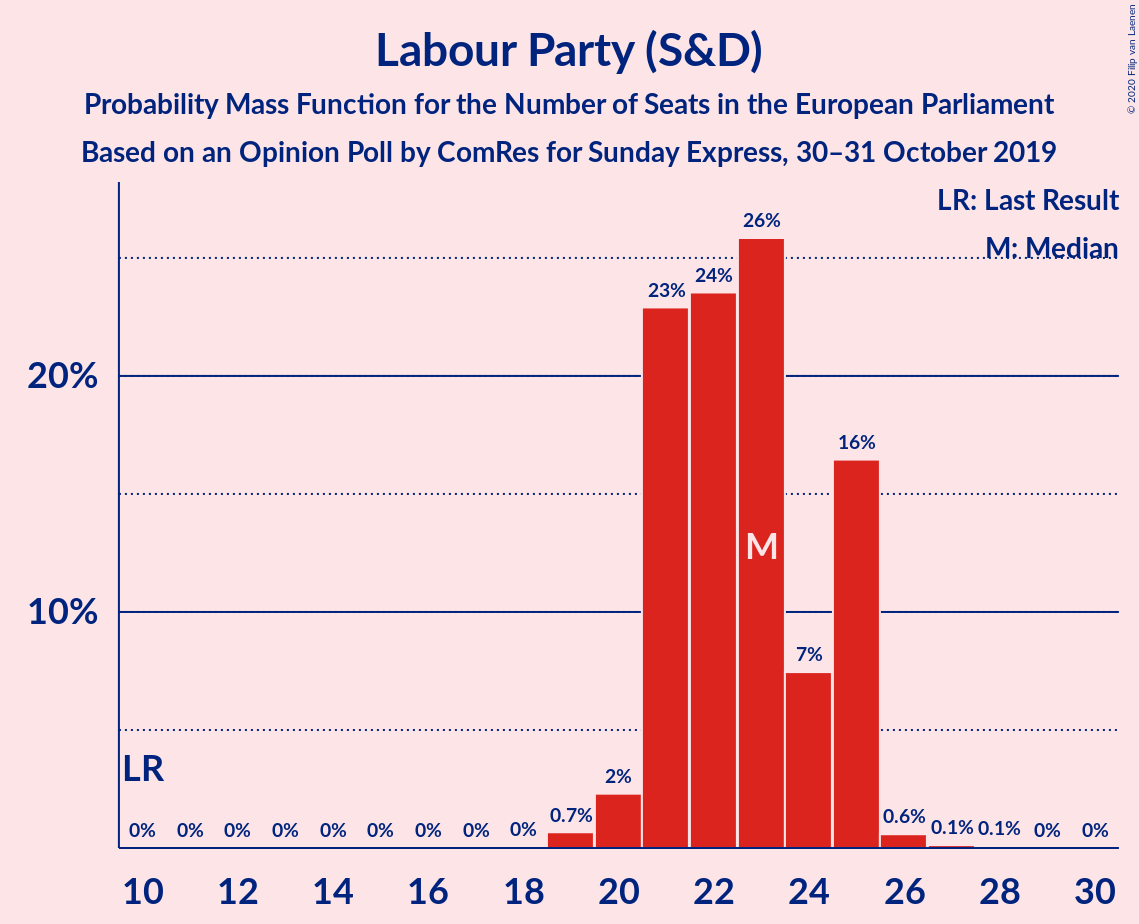 Labour Party (S&D)
Probability Mass Function for the Number of Seats in the European Parliament
Based on an Opinion Poll by ComRes for Sunday Express, 30–31 October 2019
© 2020 Filip van Laenen
LR: Last Result
M: Median
20%
10%
LR
0% 0% 0% 0% 0% 0% 0% 0% 0% 0.7% 2% 23% 24% 26% 7% 16% 0.6% 0.1% 0.1% 0% 0%
M
10 12 14 16 18 20 22 24 26 28 30